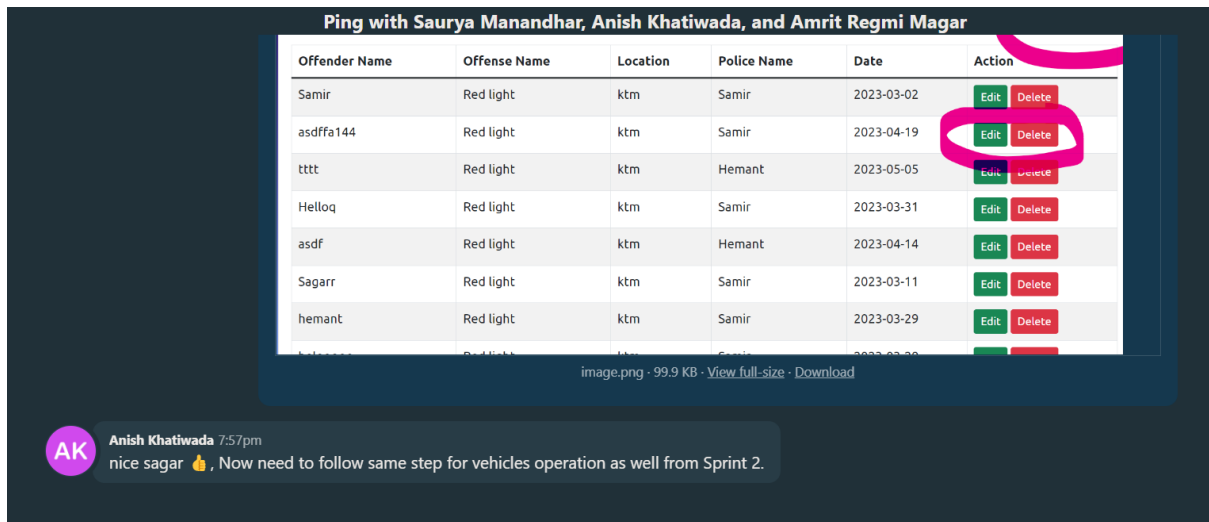 Ping with Saurya Manandhar, Anish Khatiwada, and Amrit Regmi Magar
Offender Name Offense Name Location Police Name Date Action
Samir Red light ktm Samir 2023-03-02 Edit Delete
asdffa144 Red light ktm Samir 2023-04-19 Edit Delete
tttt Red light ktm Hemant 2023-05-05 Edit Delete
Helloq Red light ktm Samir 2023-03-31 Edit Delete
asdf Red light ktm Hemant 2023-04-14 Edit Delete
Sagarr Red light ktm Samir 2023-03-11 Edit Delete
hemant Red light ktm Samir 2023-03-29 Edit Delete
image.png · 99.9 KB · View full-size · Download
AK
Anish Khatiwada 7:57pm
nice sagar 👍 , Now need to follow same step for vehicles operation as well from Sprint 2.